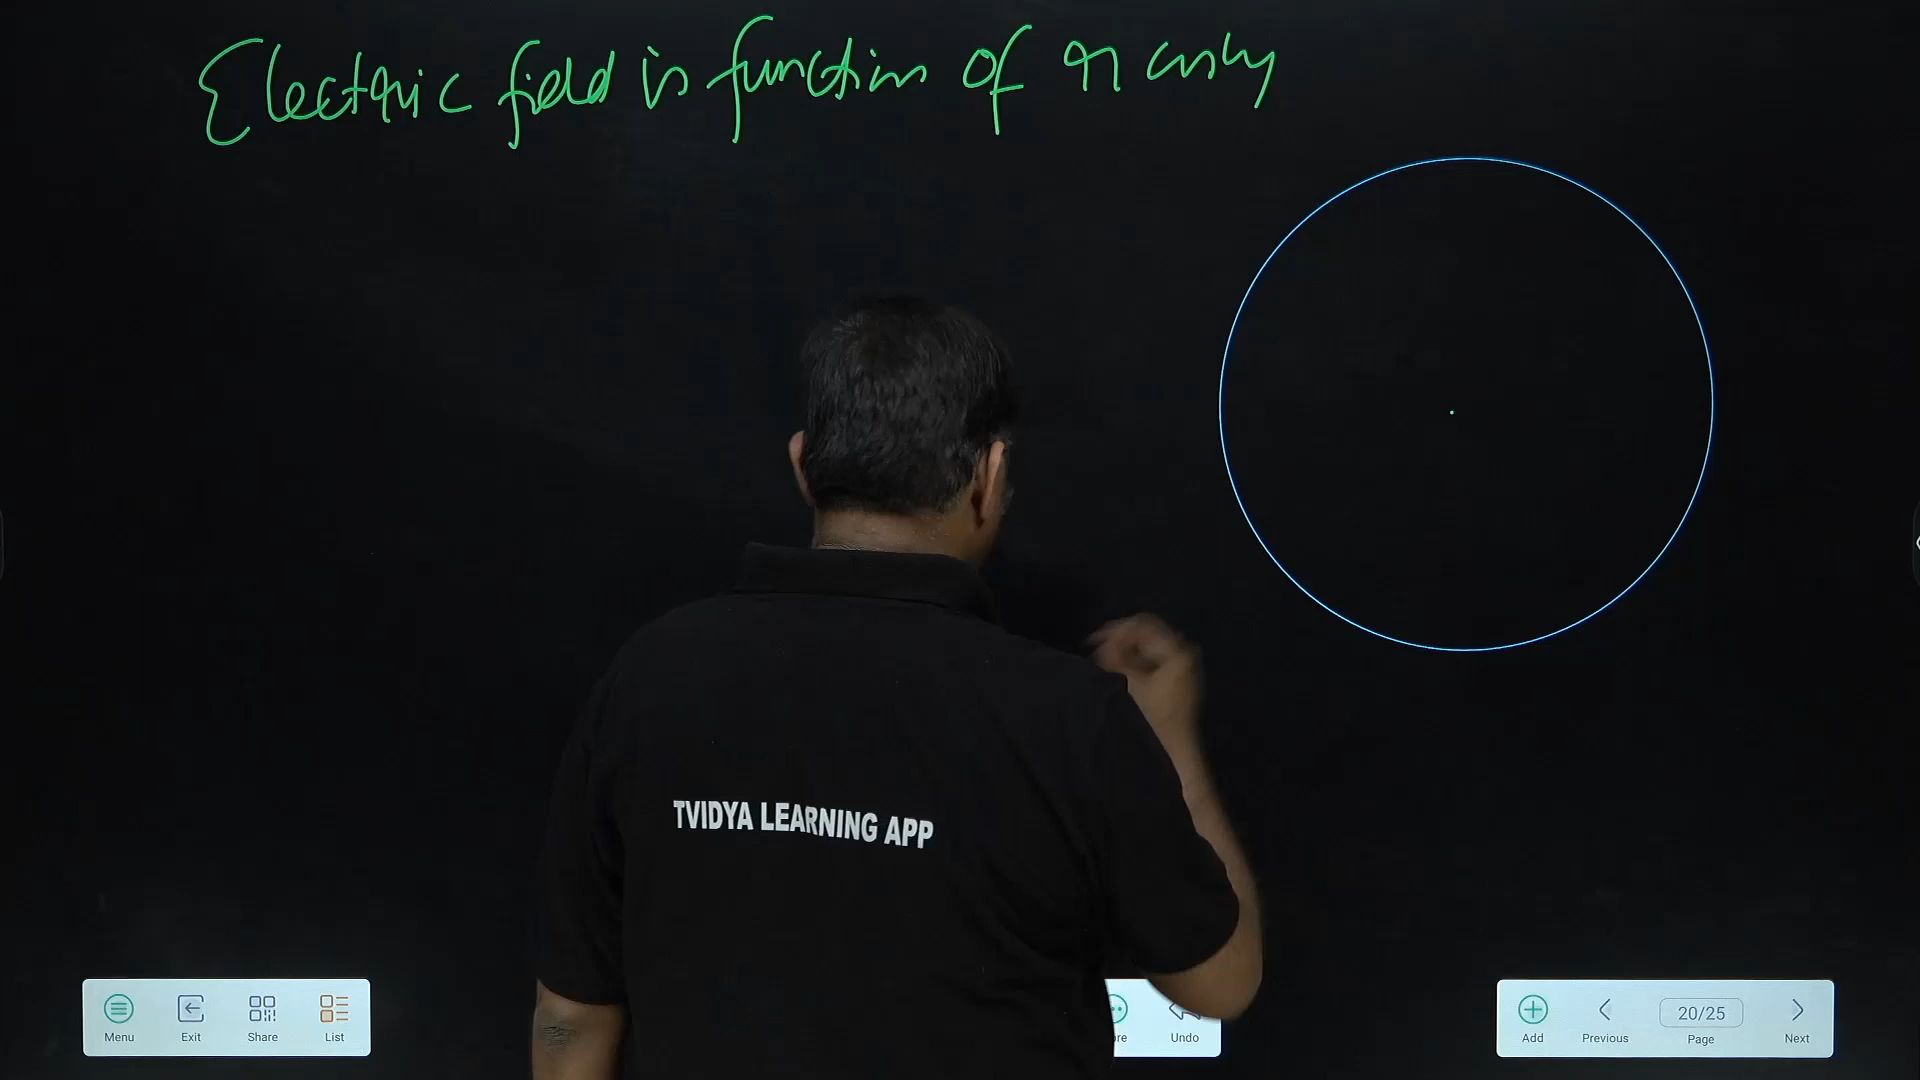 Electric field is function of r only
TVIDYA LEARNING APP
Menu
Exit
Share
List
ore
Undo
Add
Previous
20/25
Page
Next